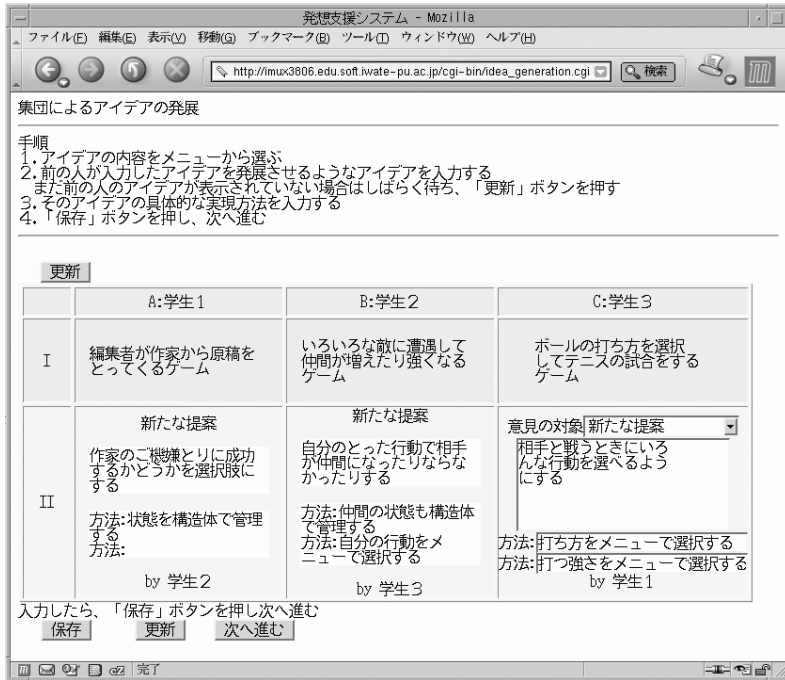 発想支援システム - Mozilla
ファイル(F) 編集(E) 表示(V) 移動(G) ブックマーク(B) ツール(T) ウィンドウ(W) ヘルプ(H)
http://imux3806.edu.soft.iwate-pu.ac.jp/cgi-bin/idea_generation.cgi 検索
集団によるアイデアの発展
手順
1.アイデアの内容をメニューから選ぶ
2.前の人が入力したアイデアを発展させるようなアイデアを入力する
まだ前の人のアイデアが表示されていない場合はしばらく待ち、「更新」ボタンを押す
3.そのアイデアの具体的な実現方法を入力する
4.「保存」ボタンを押し、次へ進む
更新
A:学生1 B:学生2 C:学生3
I
編集者が作家から原稿を
とってくるゲーム
いろいろな敵に遭遇して
仲間が増えたり強くなる
ゲーム
ボールの打ち方を選択
してテニスの試合をする
ゲーム
II
新たな提案
作家のご機嫌とりに成功
するかどうかを選択肢に
する
方法:状態を構造体で管理
する
方法:
by 学生2
新たな提案
自分のとった行動で相手
が仲間になったりならな
かったりする
方法:仲間の状態も構造体
で管理する
方法:自分の行動をメ
ニューで選択する
by 学生3
意見の対象 新たな提案
相手と戦うときにいろ
んな行動を選べるよう
にする
方法:打ち方をメニューで選択する
方法:打つ強さをメニューで選択する
by 学生1
入力したら、「保存」ボタンを押し次へ進む
保存 更新 次へ進む
完了